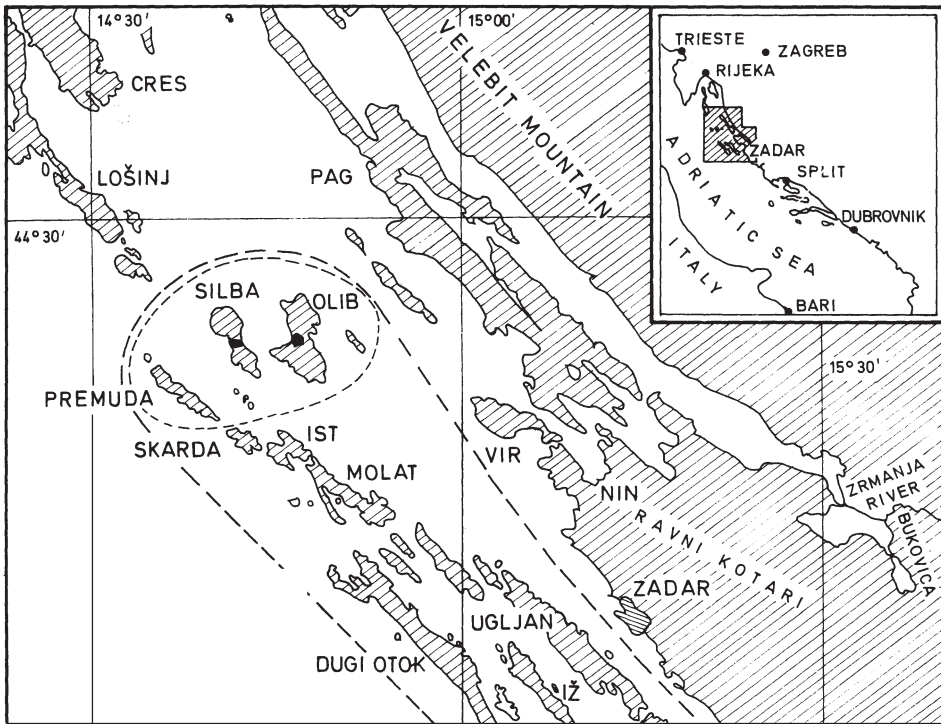 14°30'
15°00'
CRES
VELEBIT MOUNTAIN
TRIESTE
ZAGREB
RIJEKA
ZADAR
SPLIT
DUBROVNIK
ADRIATIC SEA
ITALY
BARI
LOŠINJ
PAG
44°30'
SILBA
OLIB
15°30'
PREMUDA
SKARDA
IST
VIR
MOLAT
NIN
ZRMANJA
RIVER
BUKOVICA
RAVNI KOTARI
ZADAR
UGLJAN
DUGI OTOK
IŽ